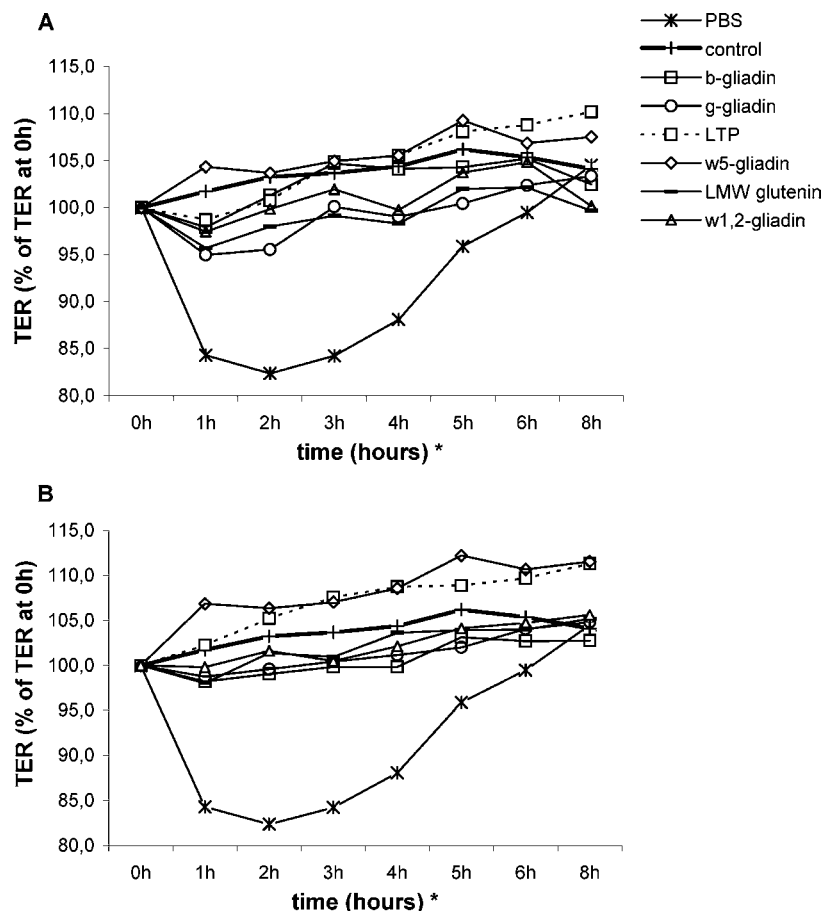 A
PBS
control
b-gliadin
g-gliadin
LTP
w5-gliadin
LMW glutenin
w1,2-gliadin
TER (% of TER at 0h)
115,0
110,0
105,0
100,0
95,0
90,0
85,0
80,0
0h 1h 2h 3h 4h 5h 6h 8h
time (hours) *
B
TER (% of TER at 0h)
115,0
110,0
105,0
100,0
95,0
90,0
85,0
80,0
0h 1h 2h 3h 4h 5h 6h 8h
time (hours) *